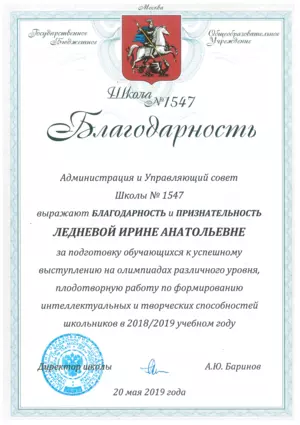 Москва
Государственное Бюджетное
Общеобразовательное Учреждение
Школа №1547
Благодарность
Администрация и Управляющий совет
Школы № 1547
выражают БЛАГОДАРНОСТЬ и ПРИЗНАТЕЛЬНОСТЬ
ЛЕДНЕВОЙ ИРИНЕ АНАТОЛЬЕВНЕ
за подготовку обучающихся к успешному
выступлению на олимпиадах различного уровня,
плодотворную работу по формированию
интеллектуальных и творческих способностей
школьников в 2018/2019 учебном году
Директор школы А.Ю. Баринов
20 мая 2019 года